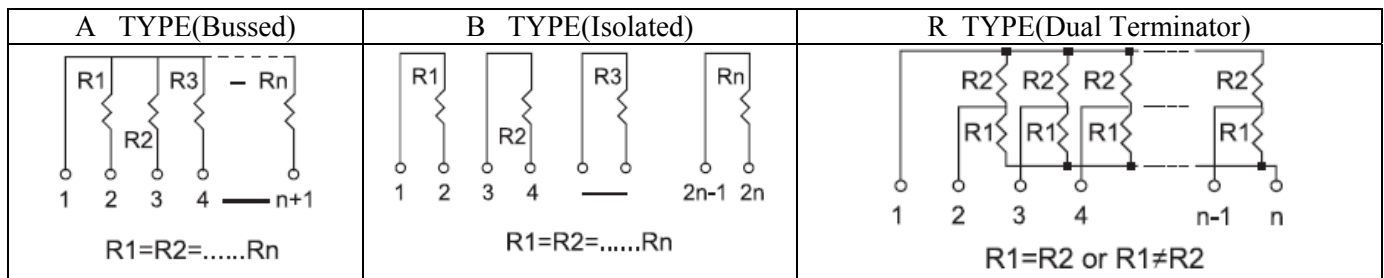 A TYPE(Bussed)
B TYPE(Isolated)
R TYPE(Dual Terminator)
R1 R3 – Rn
R2
1 2 3 4 n+1
R1=R2=......Rn
R1 R3 Rn
R2
1 2 3 4 2n-1 2n
R1=R2=......Rn
R2 R2 R2 R2
R1 R1 R1 R1
1 2 3 4 n-1 n
R1=R2 or R1≠R2